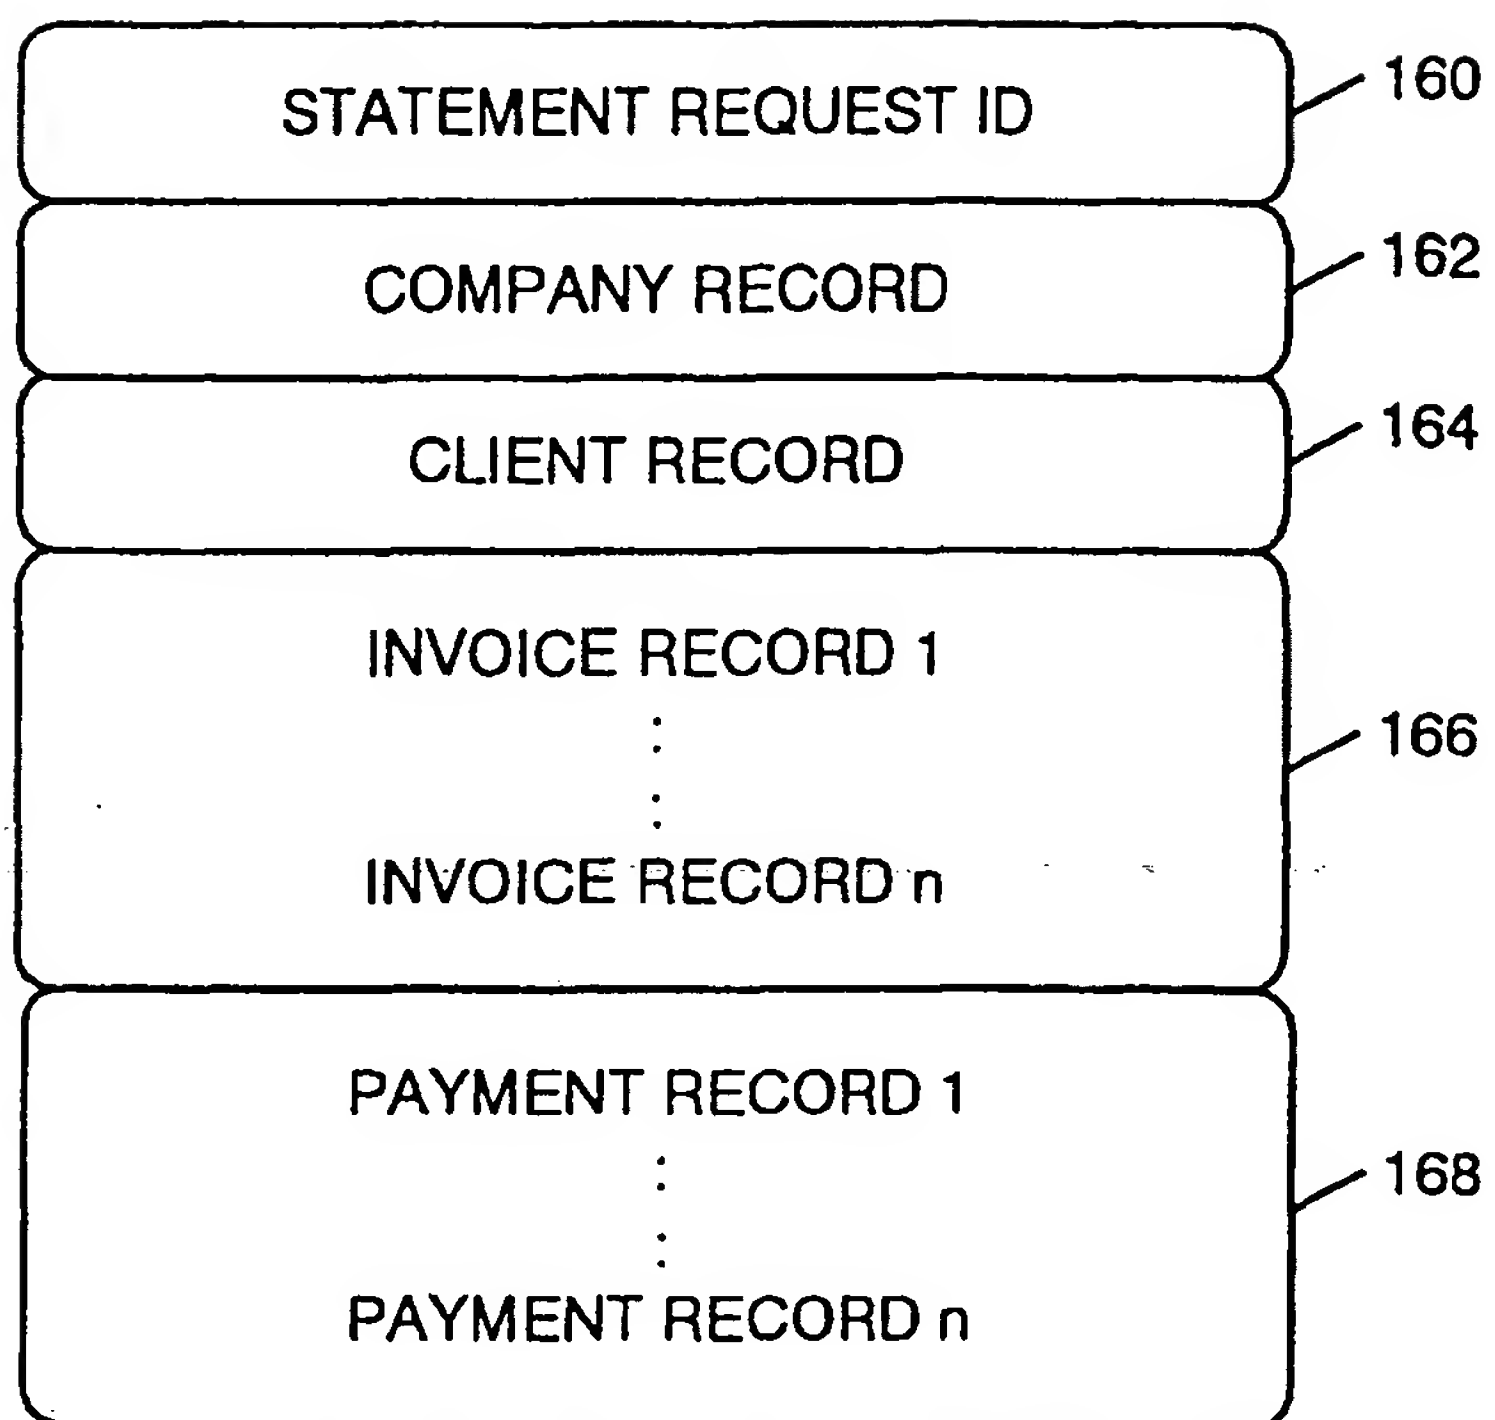 STATEMENT REQUEST ID
160
COMPANY RECORD
162
CLIENT RECORD
164
INVOICE RECORD 1
166
INVOICE RECORD n
PAYMENT RECORD 1
168
PAYMENT RECORD n